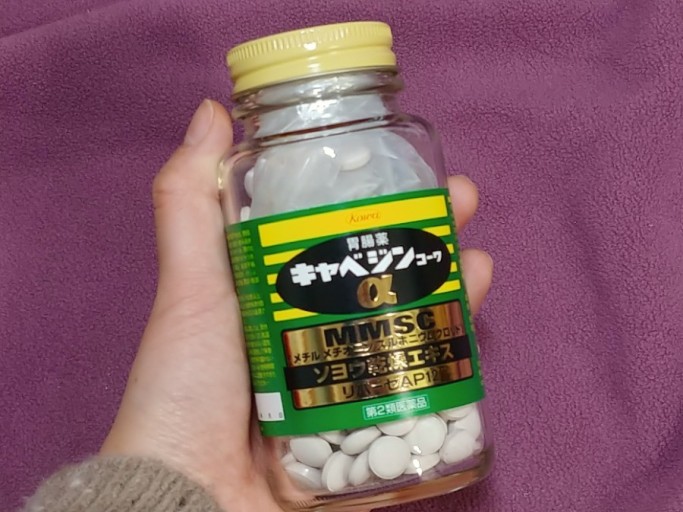 Kowa
胃腸薬
キャベジンコーワ
α
MMSC
メチルメチオニンスルホニウムクロリド
ソヨウ乾燥エキス
リパーゼAP12
第2類医薬品